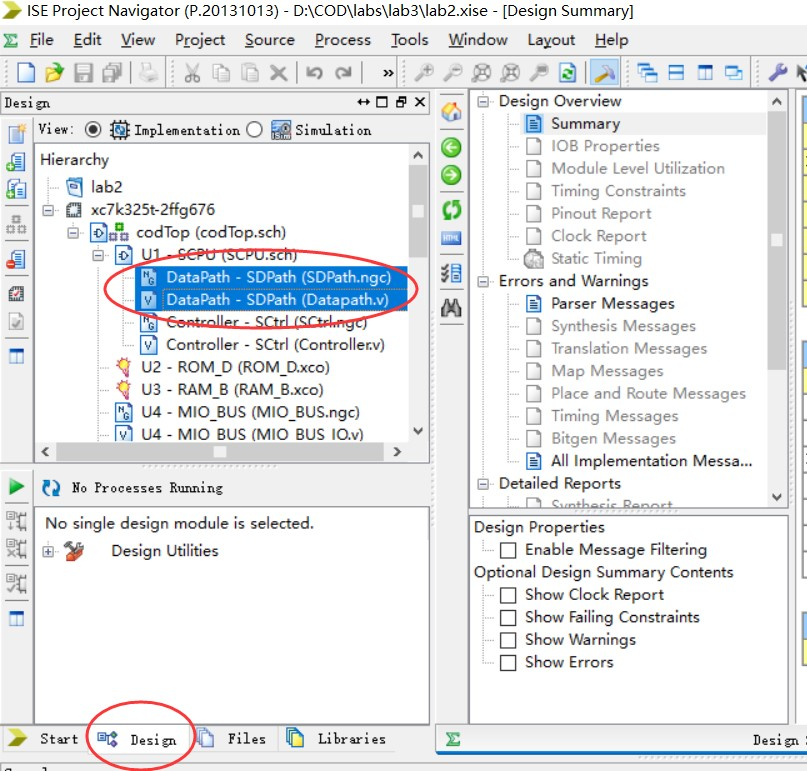 ISE Project Navigator (P.20131013) - D:\COD\labs\lab3\lab2.xise - [Design Summary]
File Edit View Project Source Process Tools Window Layout Help
»
Design
View: Implementation Simulation
Hierarchy
lab2
xc7k325t-2ffg676
codTop (codTop.sch)
U1 - SCPU (SCPU.sch)
DataPath - SDPath (SDPath.ngc)
DataPath - SDPath (Datapath.v)
Controller - SCtrl (SCtrl.ngc)
Controller - SCtrl (Controller.v)
U2 - ROM_D (ROM_D.xco)
U3 - RAM_B (RAM_B.xco)
U4 - MIO_BUS (MIO_BUS.ngc)
U4 - MIO_BUS (MIO_BUS_IO.v)
No Processes Running
No single design module is selected.
Design Utilities
Start Design Files Libraries
Design Overview
Summary
IOB Properties
Module Level Utilization
Timing Constraints
Pinout Report
Clock Report
Static Timing
Errors and Warnings
Parser Messages
Synthesis Messages
Translation Messages
Map Messages
Place and Route Messages
Timing Messages
Bitgen Messages
All Implementation Messa...
Detailed Reports
Synthesis Report
Design Properties
Enable Message Filtering
Optional Design Summary Contents
Show Clock Report
Show Failing Constraints
Show Warnings
Show Errors
Design